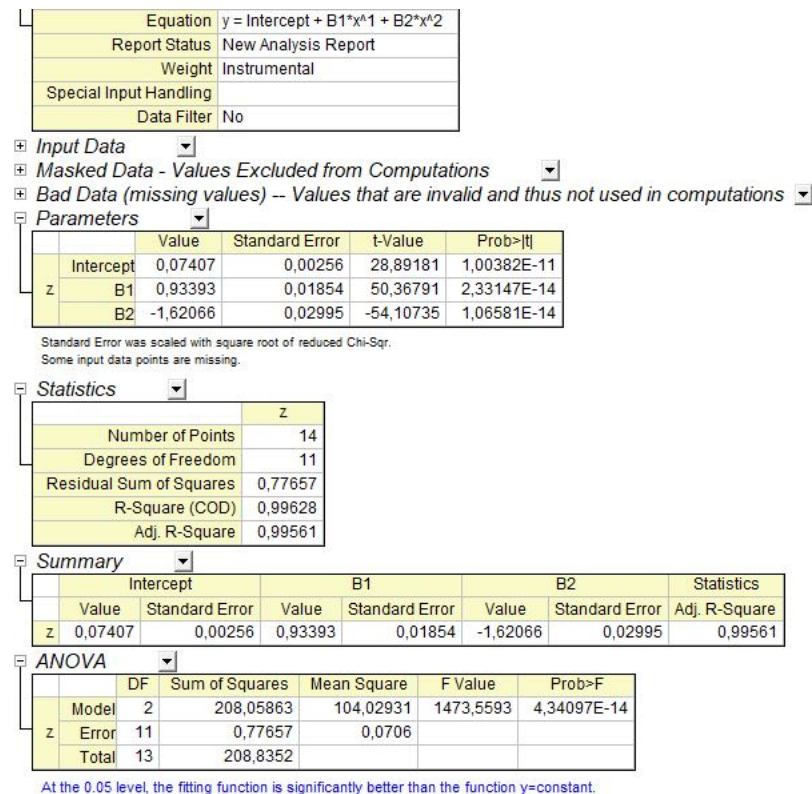 Equation y = Intercept + B1*x^1 + B2*x^2
Report Status New Analysis Report
Weight Instrumental
Special Input Handling
Data Filter No
Input Data
Masked Data - Values Excluded from Computations
Bad Data (missing values) -- Values that are invalid and thus not used in computations
Parameters
Value Standard Error t-Value Prob>|t|
Intercept 0,07407 0,00256 28,89181 1,00382E-11
z B1 0,93393 0,01854 50,36791 2,33147E-14
B2 -1,62066 0,02995 -54,10735 1,06581E-14
Standard Error was scaled with square root of reduced Chi-Sqr.
Some input data points are missing.
Statistics
z
Number of Points 14
Degrees of Freedom 11
Residual Sum of Squares 0,77657
R-Square (COD) 0,99628
Adj. R-Square 0,99561
Summary
Intercept B1 B2 Statistics
Value Standard Error Value Standard Error Value Standard Error Adj. R-Square
z 0,07407 0,00256 0,93393 0,01854 -1,62066 0,02995 0,99561
ANOVA
DF Sum of Squares Mean Square F Value Prob>F
Model 2 208,05863 104,02931 1473,5593 4,34097E-14
z Error 11 0,77657 0,0706
Total 13 208,8352
At the 0.05 level, the fitting function is significantly better than the function y=constant.